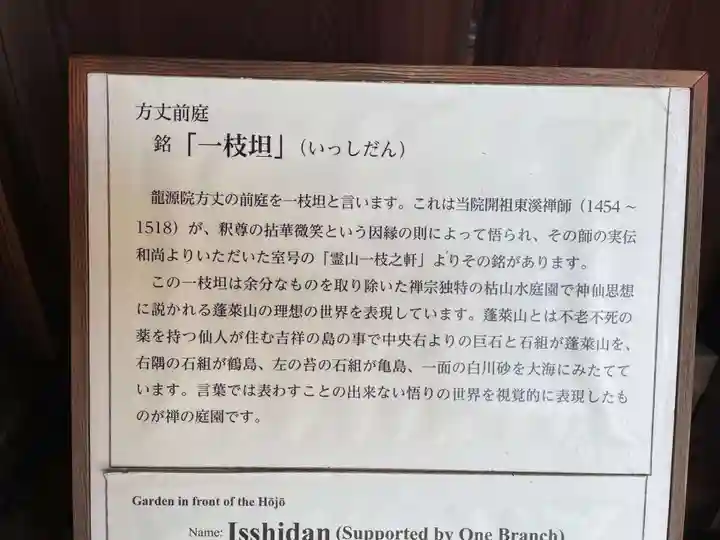 方丈前庭
銘「一枝坦」(いっしだん)
龍源院方丈の前庭を一枝坦と言います。これは当院開祖東溪禅師(1454～
1518)が、釈尊の拈華微笑という因縁の則によって悟られ、その師の実伝
和尚よりいただいた室号の「霊山一枝之軒」よりその銘があります。
この一枝坦は余分なものを取り除いた禅宗独特の枯山水庭園で神仙思想
に説かれる蓬莱山の理想の世界を表現しています。蓬莱山とは不老不死の
薬を持つ仙人が住む吉祥の島の事で中央右よりの巨石と石組が蓬莱山を、
右隅の石組が鶴島、左の苔の石組が亀島、一面の白川砂を大海にみたてて
います。言葉では表わすことの出来ない悟りの世界を視覚的に表現したも
のが禅の庭園です。
Garden in front of the Hōjō
Name: Isshidan (Supported by One Branch)